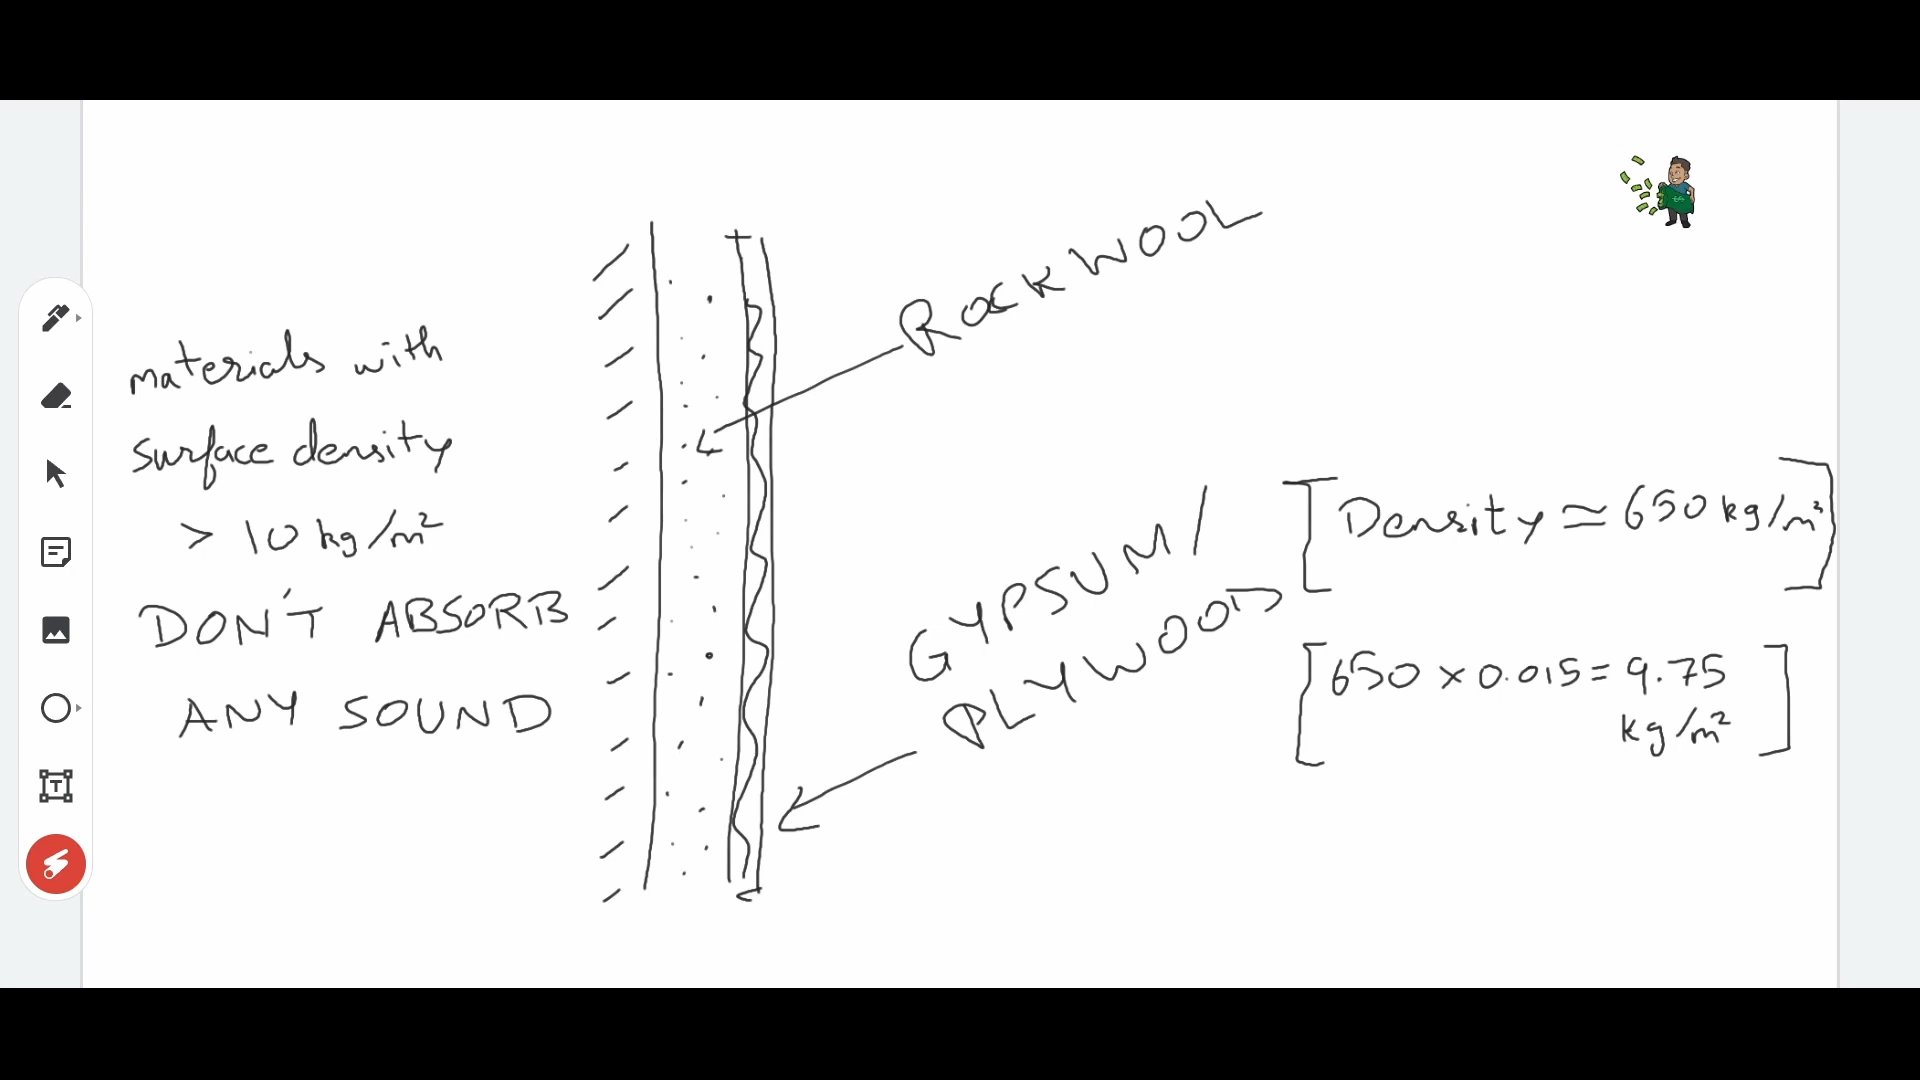 materials with
surface density
> 10 kg/m²
DON'T ABSORB
ANY SOUND
ROCKWOOL
GYPSUM/
PLYWOOD
[Density ≈ 650 kg/m³]
[650 × 0.015 = 9.75
kg/m²]